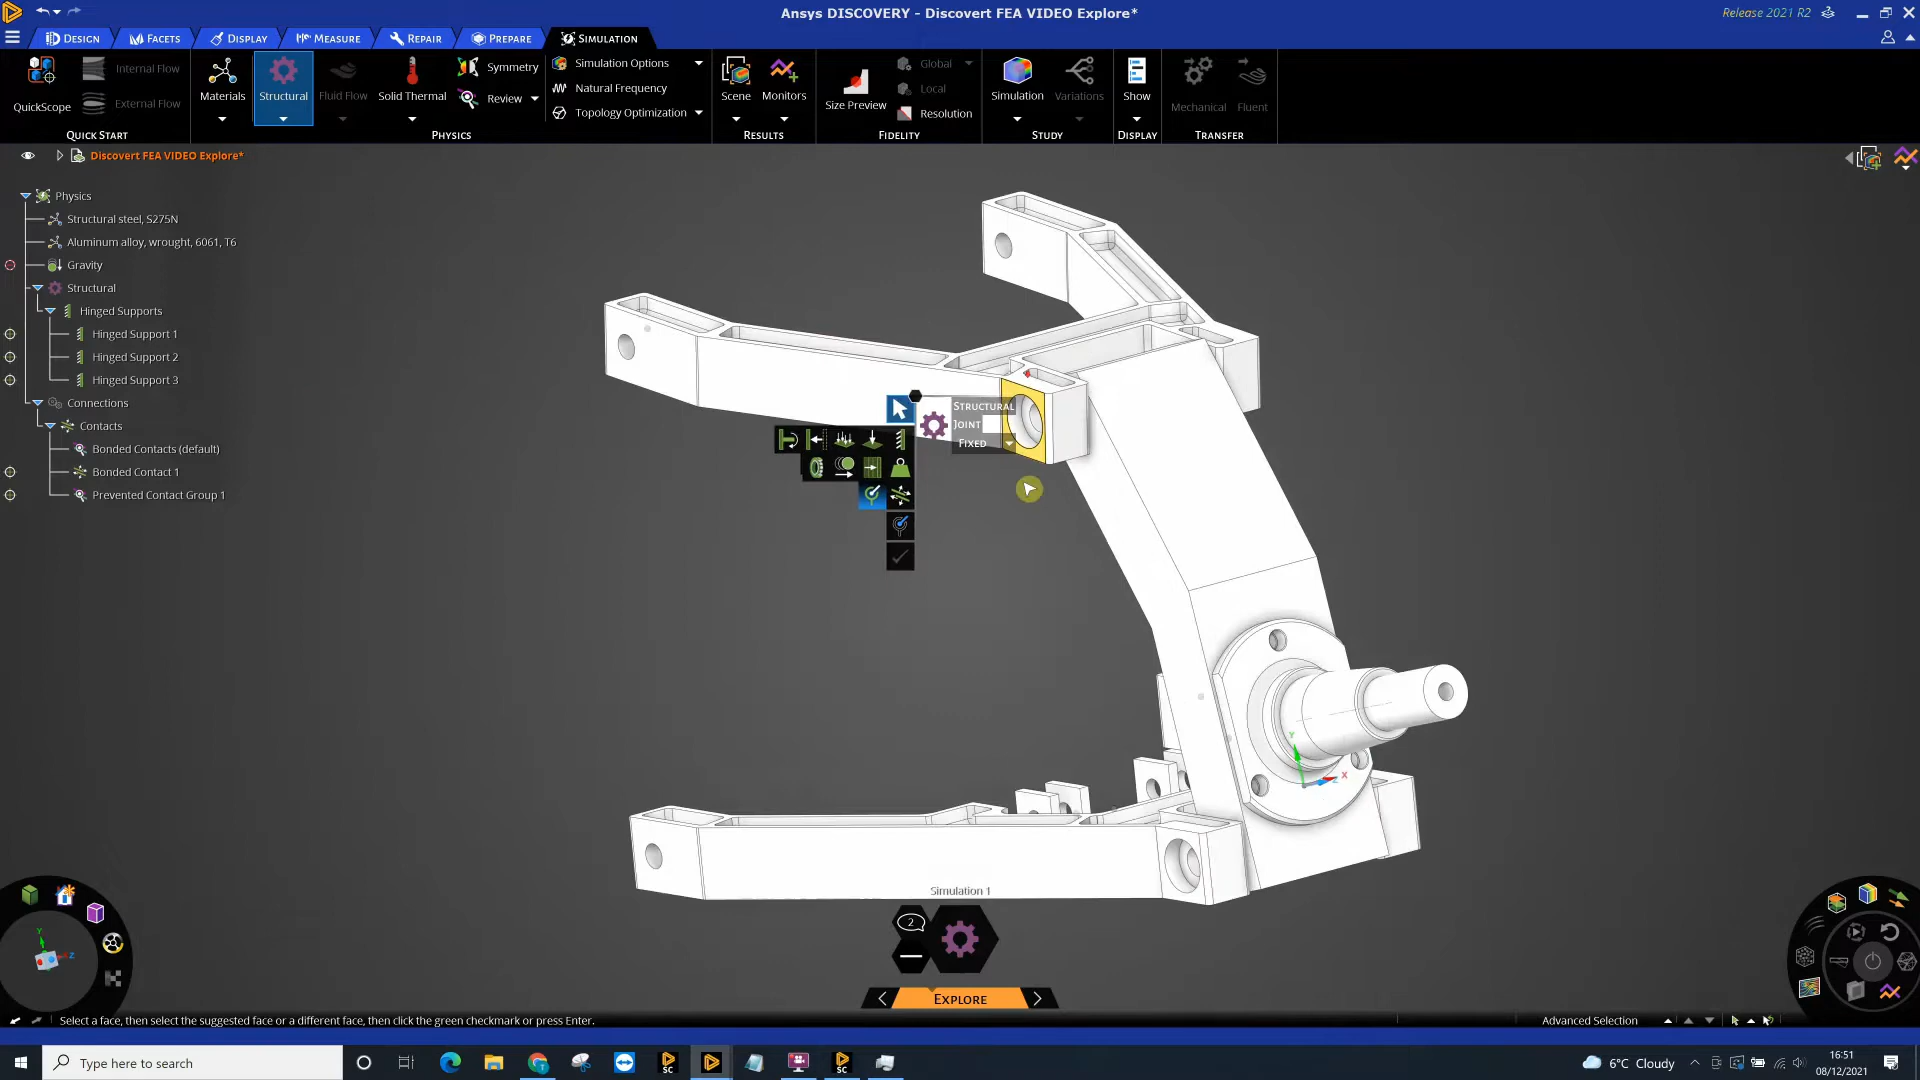 Ansys DISCOVERY - Discovert FEA VIDEO Explore*
Release 2021 R2
DESIGN
FACETS
DISPLAY
MEASURE
REPAIR
PREPARE
SIMULATION
QuickScope
Internal Flow
External Flow
QUICK START
Materials
Structural
Fluid Flow
Solid Thermal
Symmetry
Review
PHYSICS
Simulation Options
Natural Frequency
Topology Optimization
Scene
Monitors
RESULTS
Size Preview
Global
Local
Resolution
FIDELITY
Simulation
Variations
STUDY
Show
DISPLAY
Mechanical
Fluent
TRANSFER
Discovert FEA VIDEO Explore*
Physics
Structural steel, S275N
Aluminum alloy, wrought, 6061, T6
Gravity
Structural
Hinged Supports
Hinged Support 1
Hinged Support 2
Hinged Support 3
Connections
Contacts
Bonded Contacts (default)
Bonded Contact 1
Prevented Contact Group 1
STRUCTURAL
JOINT
FIXED
Y
X
Z
Simulation 1
2
EXPLORE
Y
Z
Select a face, then select the suggested face or a different face, then click the green checkmark or press Enter.
Advanced Selection
Type here to search
SC
SC
6°C Cloudy
16:51
08/12/2021